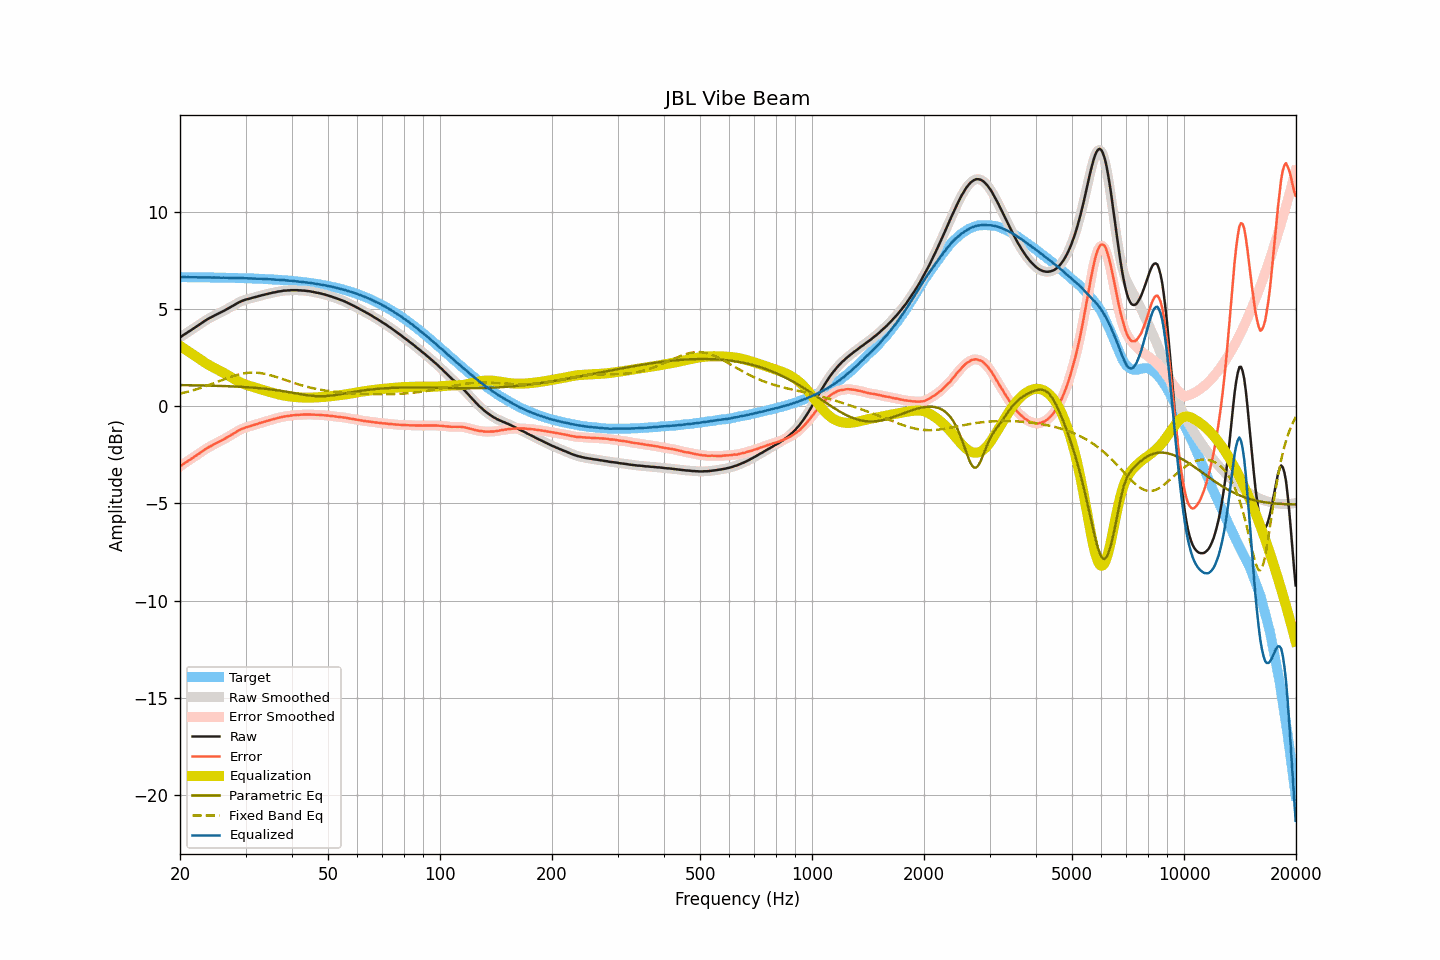 JBL Vibe Beam
Amplitude (dBr)
10
5
0
−5
−10
−15
−20
Target
Raw Smoothed
Error Smoothed
Raw
Error
Equalization
Parametric Eq
Fixed Band Eq
Equalized
20 50 100 200 500 1000 2000 5000 10000 20000
Frequency (Hz)